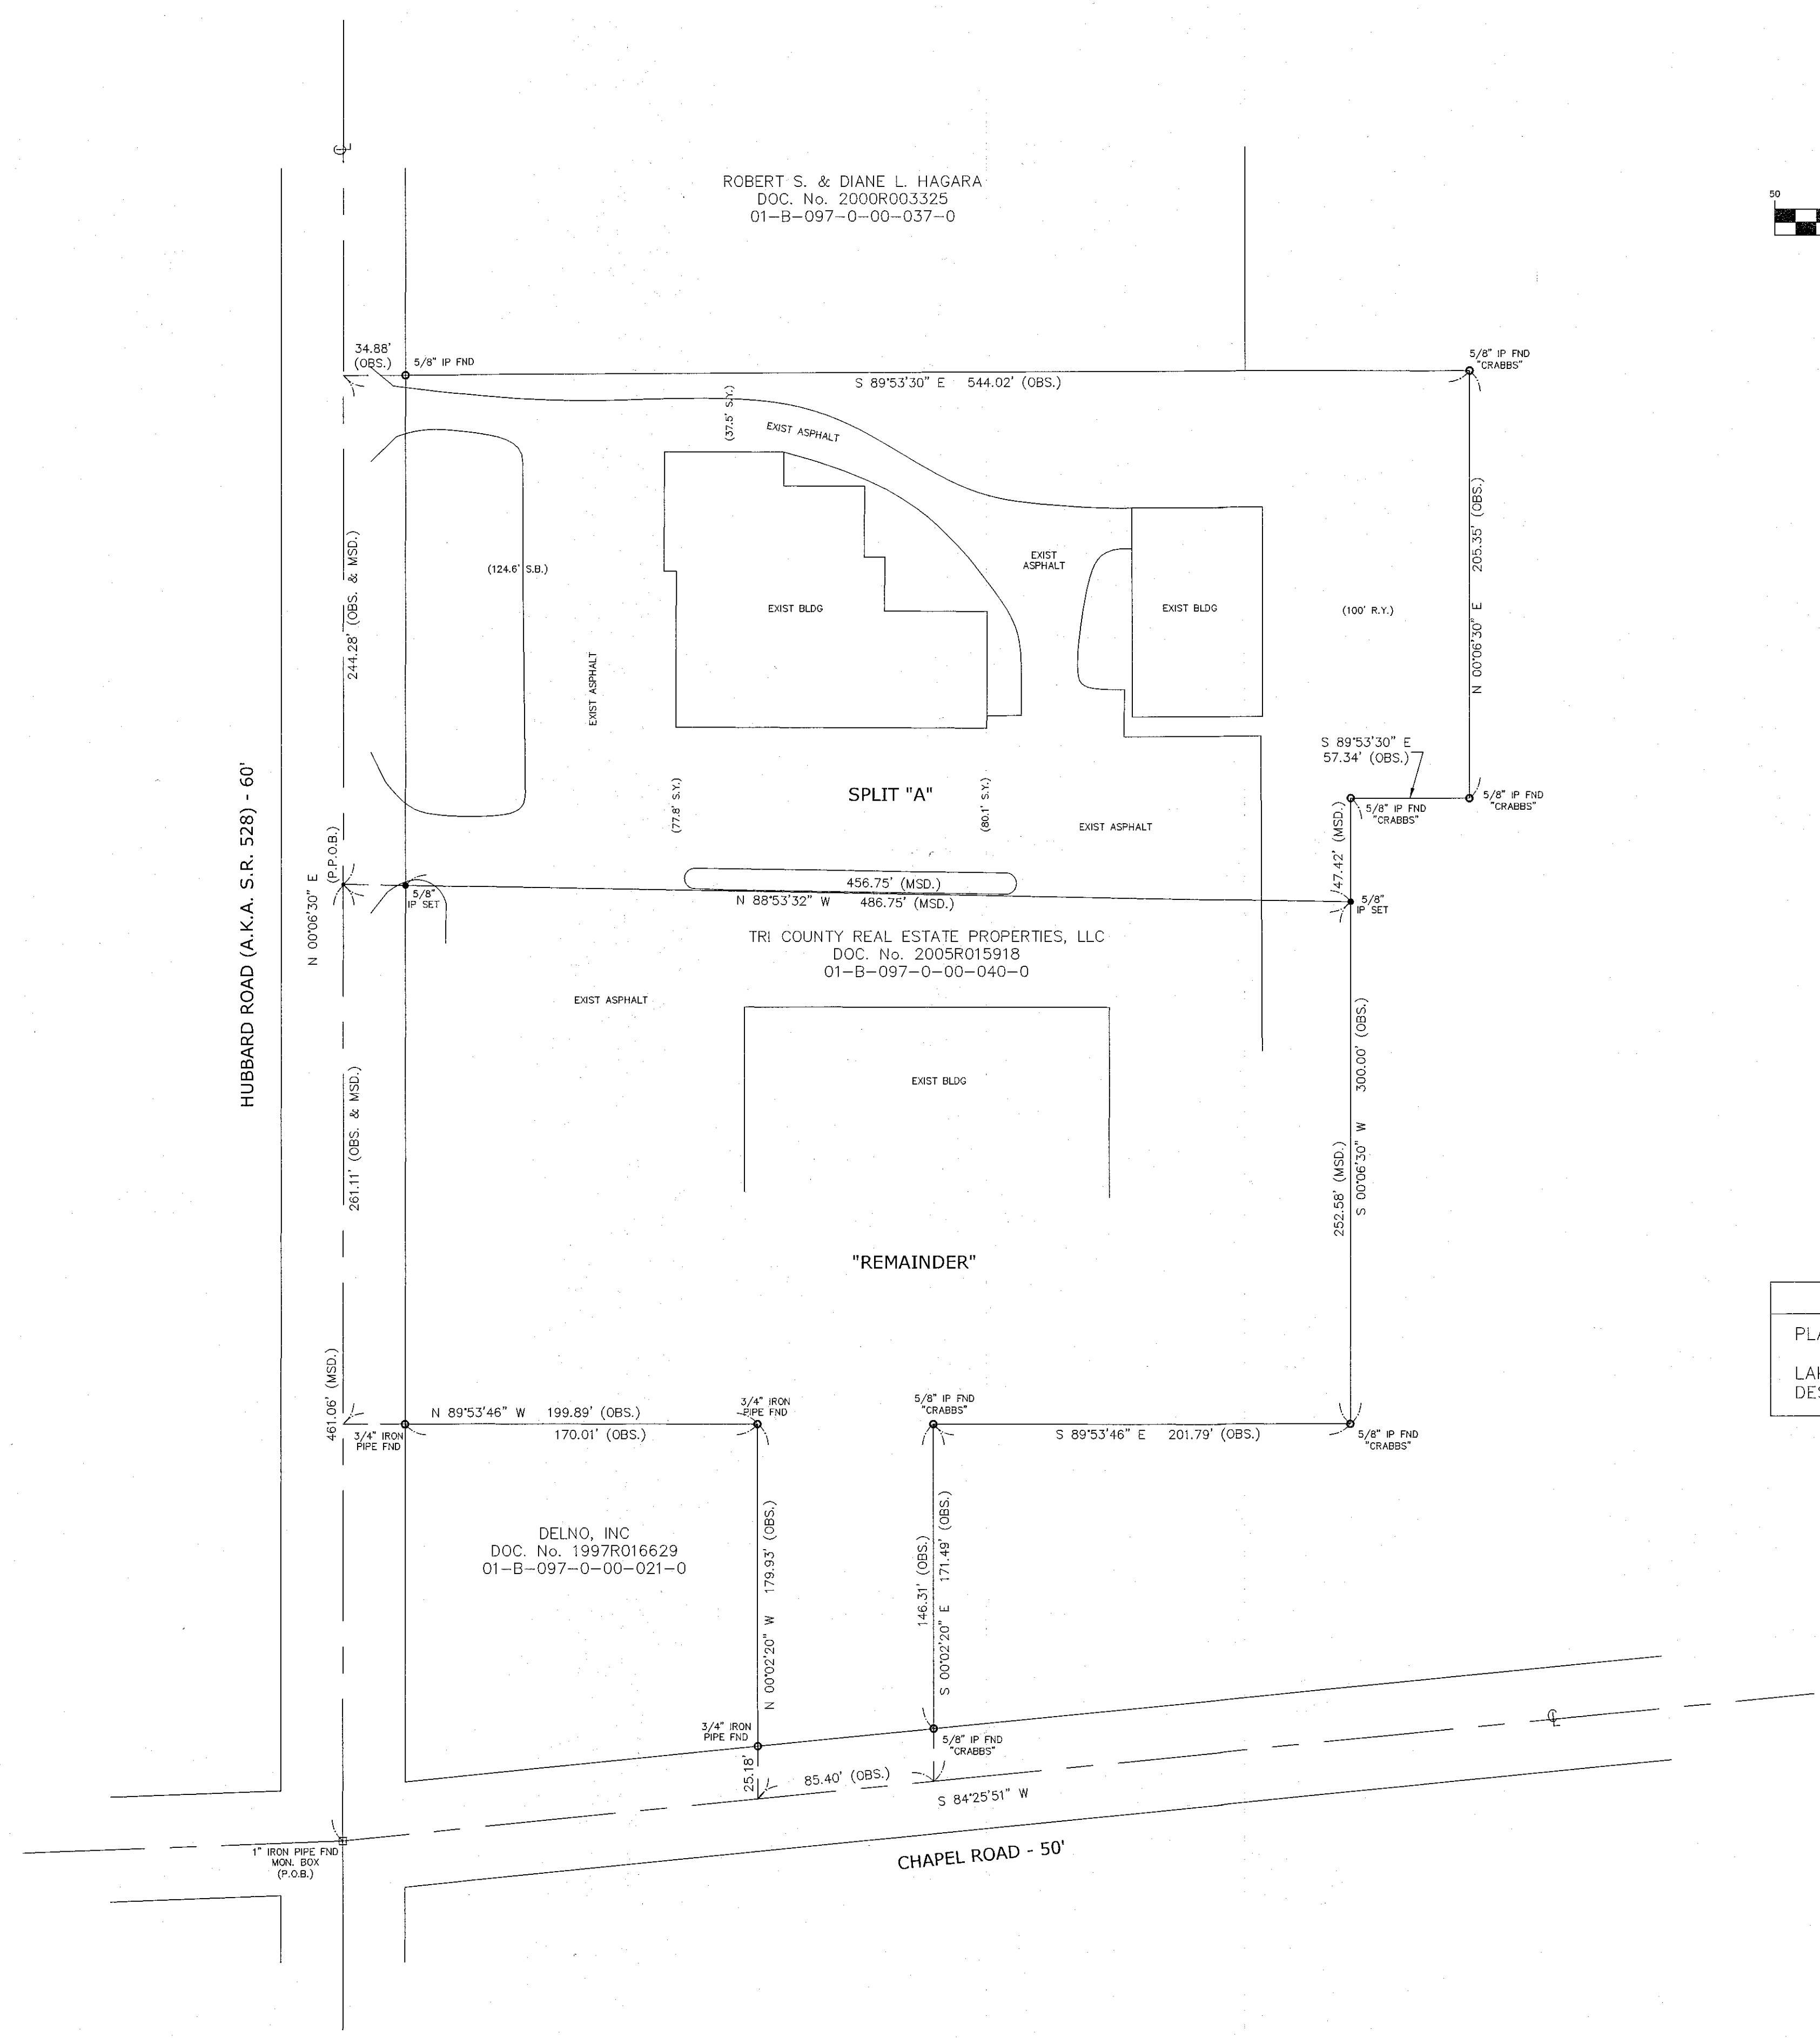 ROBERT S. & DIANE L. HAGARA
DOC. No. 2000R003325
01-B-097-0-00-037-0
50
34.88'
(OBS.)
5/8" IP FND
S 89°53'30" E 544.02' (OBS.)
5/8" IP FND
"CRABBS"
(37.5' S.Y.)
EXIST ASPHALT
244.28' (OBS. & MSD.)
(124.6' S.B.)
EXIST ASPHALT
EXIST BLDG
EXIST
ASPHALT
EXIST BLDG
(100' R.Y.)
N 00°06'30" E 205.35' (OBS.)
S 89°53'30" E
57.34' (OBS.)
5/8" IP FND
"CRABBS"
5/8" IP FND
"CRABBS"
(77.8' S.Y.)
SPLIT "A"
(80.1' S.Y.)
EXIST ASPHALT
47.42' (MSD.)
HUBBARD ROAD (A.K.A. S.R. 528) - 60'
N 00°06'30" E
(P.P.O.B.)
5/8"
IP SET
456.75' (MSD.)
N 88°53'32" W 486.75' (MSD.)
5/8"
IP SET
TRI COUNTY REAL ESTATE PROPERTIES, LLC
DOC. No. 2005R015918
01-B-097-0-00-040-0
EXIST ASPHALT
EXIST BLDG
261.11' (OBS. & MSD.)
252.58' (MSD.)
S 00°06'30" W 300.00' (OBS.)
"REMAINDER"
461.06' (MSD.)
N 89°53'46" W 199.89' (OBS.)
170.01' (OBS.)
3/4" IRON
PIPE FND
3/4" IRON
PIPE FND
5/8" IP FND
"CRABBS"
S 89°53'46" E 201.79' (OBS.)
5/8" IP FND
"CRABBS"
DELNO, INC
DOC. No. 1997R016629
01-B-097-0-00-021-0
N 00°02'20" W 179.93' (OBS.)
146.31' (OBS.)
S 00°02'20" E 171.49' (OBS.)
3/4" IRON
PIPE FND
25.18'
5/8" IP FND
"CRABBS"
85.40' (OBS.)
S 84°25'51" W
1" IRON PIPE FND
MON. BOX
(P.O.B.)
CHAPEL ROAD - 50'